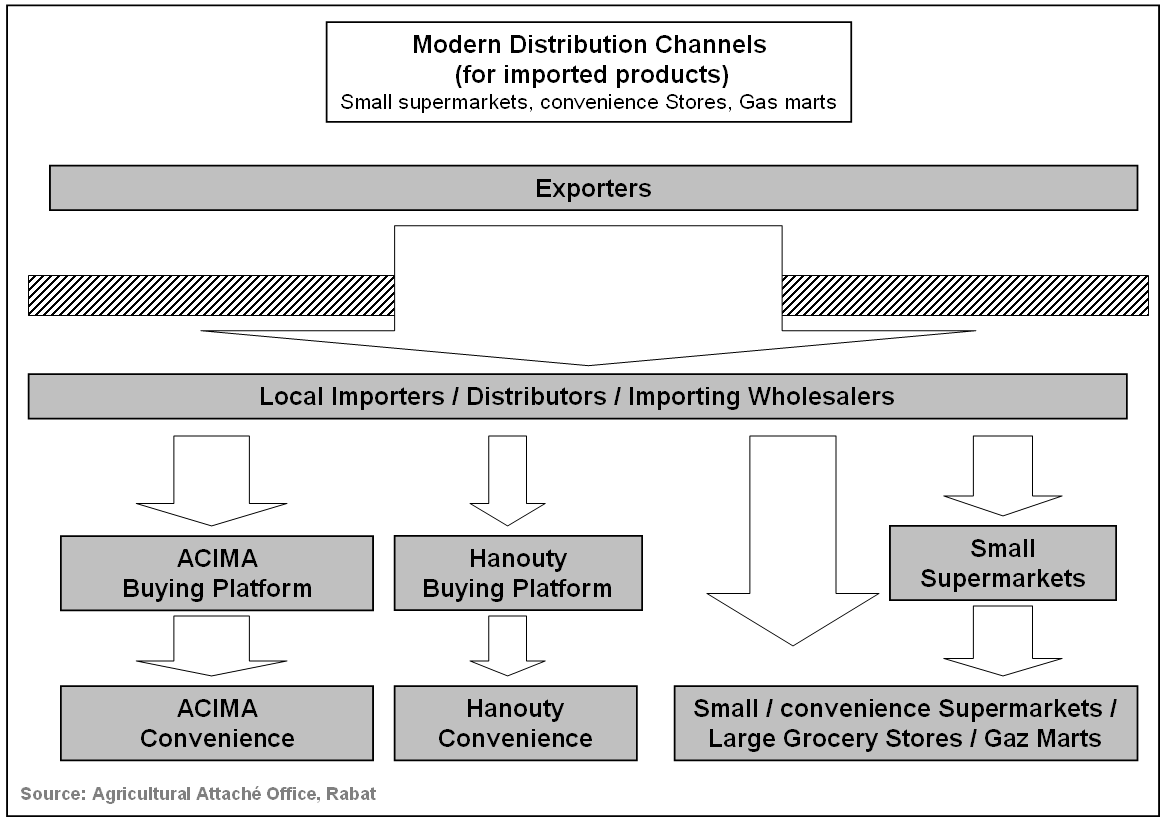 Modern Distribution Channels
(for imported products)
Small supermarkets, convenience Stores, Gas marts
Exporters
Local Importers / Distributors / Importing Wholesalers
ACIMA
Buying Platform
Hanouty
Buying Platform
Small
Supermarkets
ACIMA
Convenience
Hanouty
Convenience
Small / convenience Supermarkets /
Large Grocery Stores / Gaz Marts
Source: Agricultural Attaché Office, Rabat